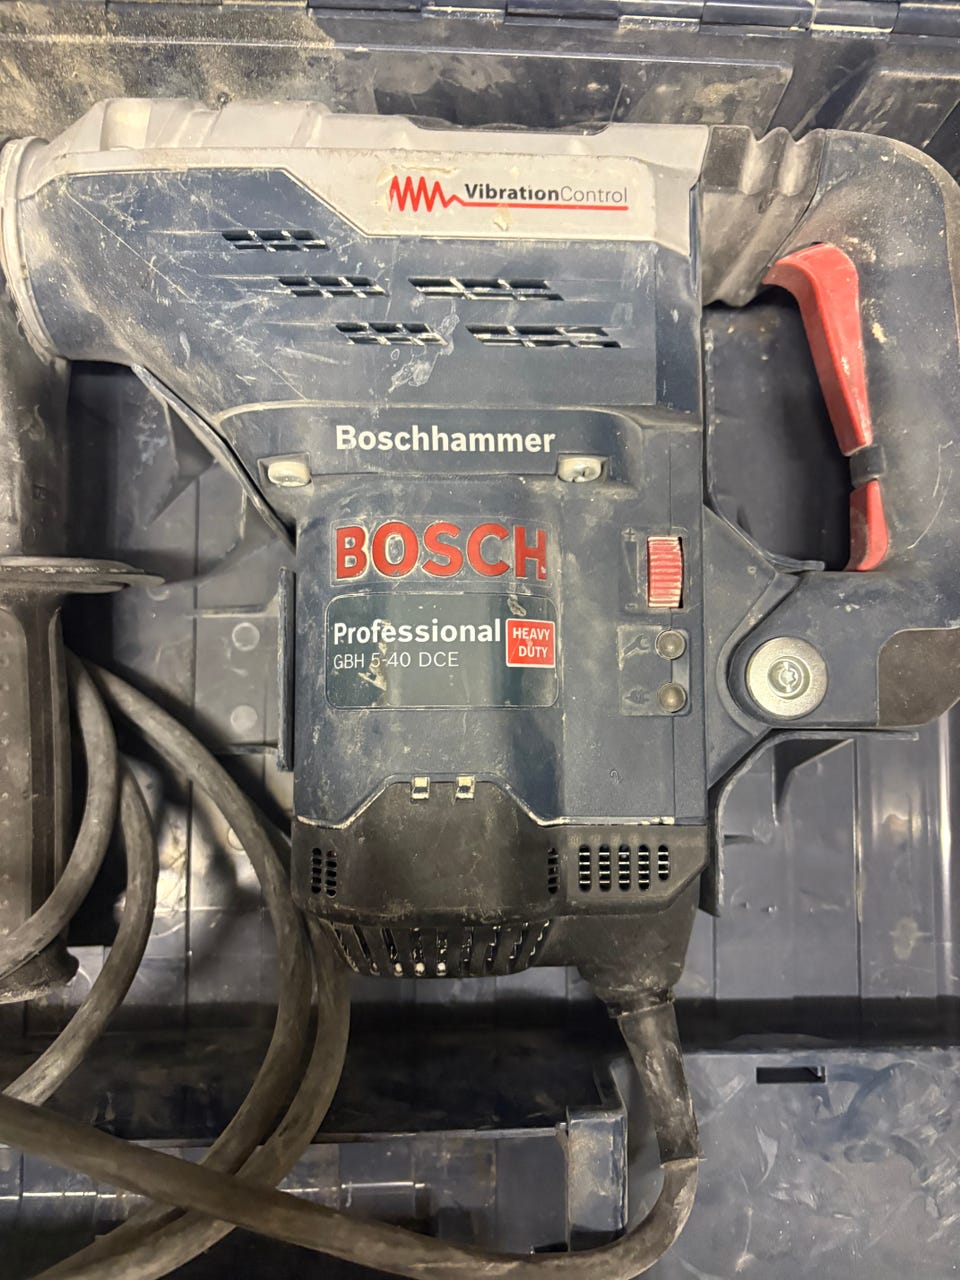 VibrationControl
Boschhammer
BOSCH
Professional
HEAVY
DUTY
GBH 5-40 DCE